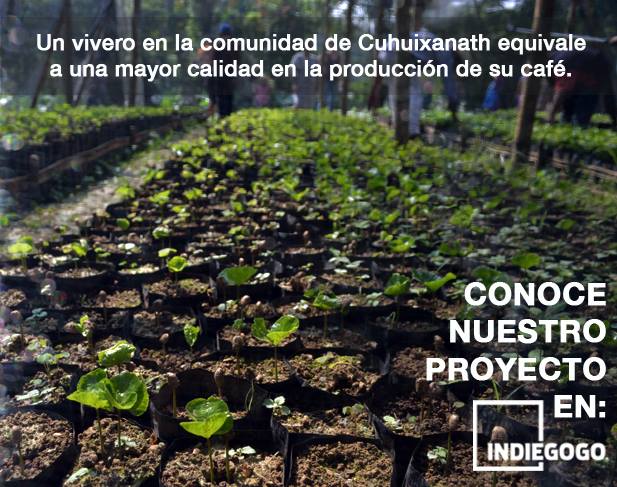 Un vivero en la comunidad de Cuhuixanath equivale
a una mayor calidad en la producción de su café.
CONOCE
NUESTRO
PROYECTO
EN:
INDIEGOGO